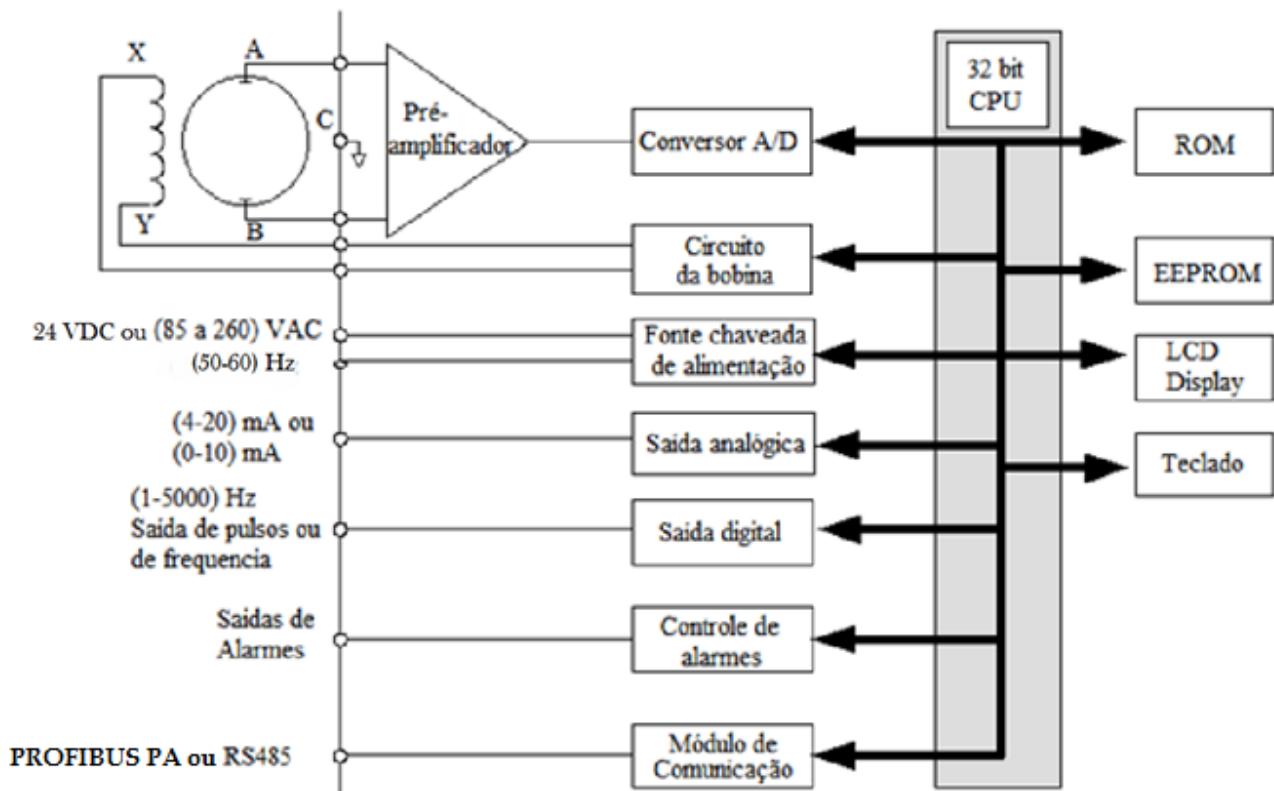 X
A
C
Y
B
Pré-
amplificador
Conversor A/D
32 bit
CPU
ROM
Circuito
da bobina
EEPROM
24 VDC ou (85 a 260) VAC
(50-60) Hz
Fonte chaveada
de alimentação
LCD
Display
(4-20) mA ou
(0-10) mA
Saída analógica
Teclado
(1-5000) Hz
Saída de pulsos ou
de frequencia
Saída digital
Saidas de
Alarmes
Controle de
alarmes
PROFIBUS PA ou RS485
Módulo de
Comunicação